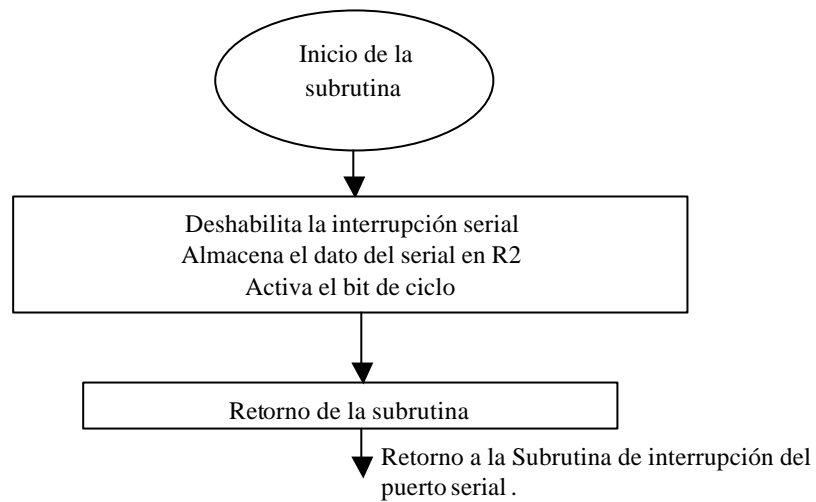 Inicio de la
subrutina
Deshabilita la interrupción serial
Almacena el dato del serial en R2
Activa el bit de ciclo
Retorno de la subrutina
Retorno a la Subrutina de interrupción del
puerto serial .